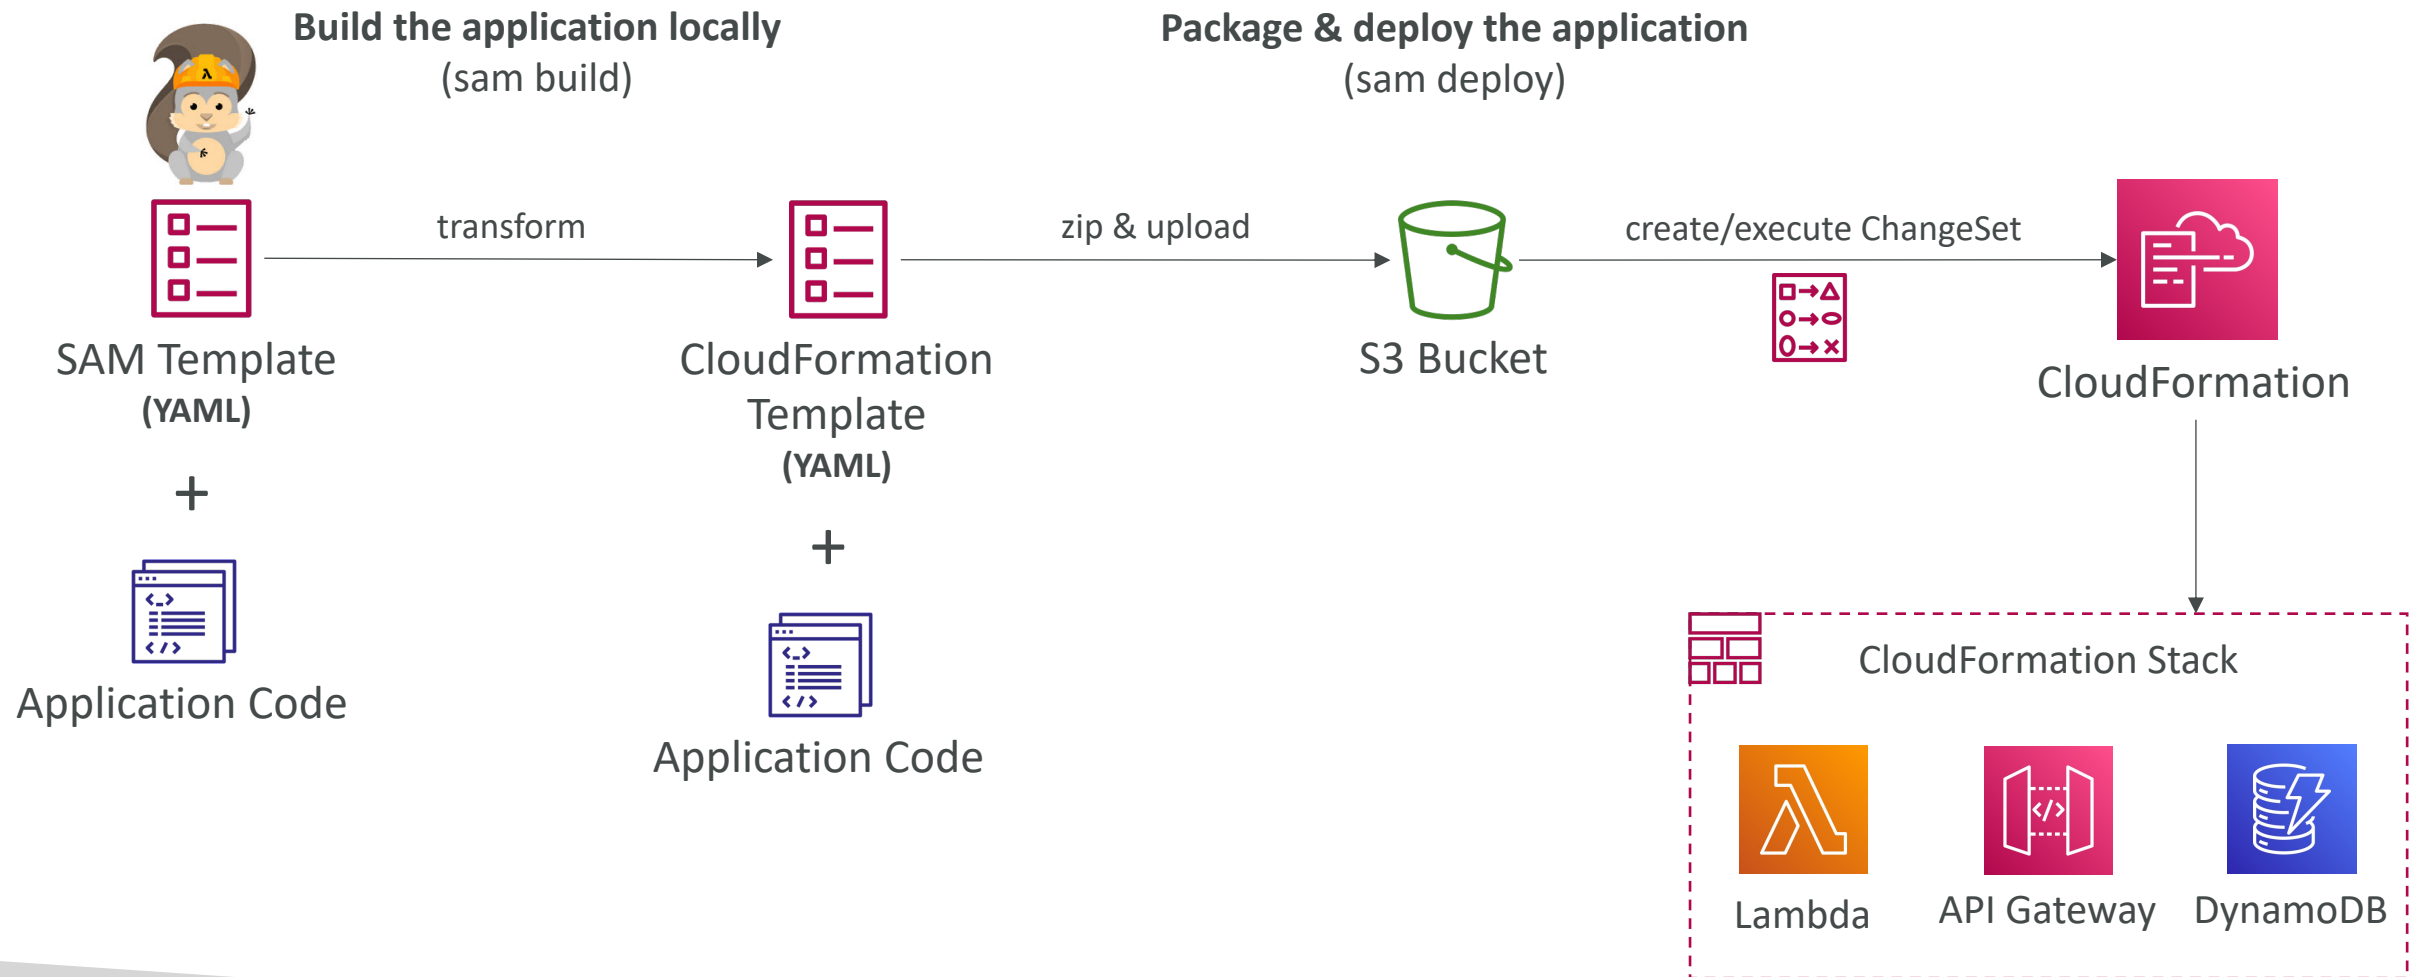 Build the application locally
(sam build)
Package & deploy the application
(sam deploy)
transform
zip & upload
create/execute ChangeSet
SAM Template
(YAML)
+
Application Code
CloudFormation
Template
(YAML)
+
Application Code
S3 Bucket
CloudFormation
CloudFormation Stack
Lambda
API Gateway
DynamoDB